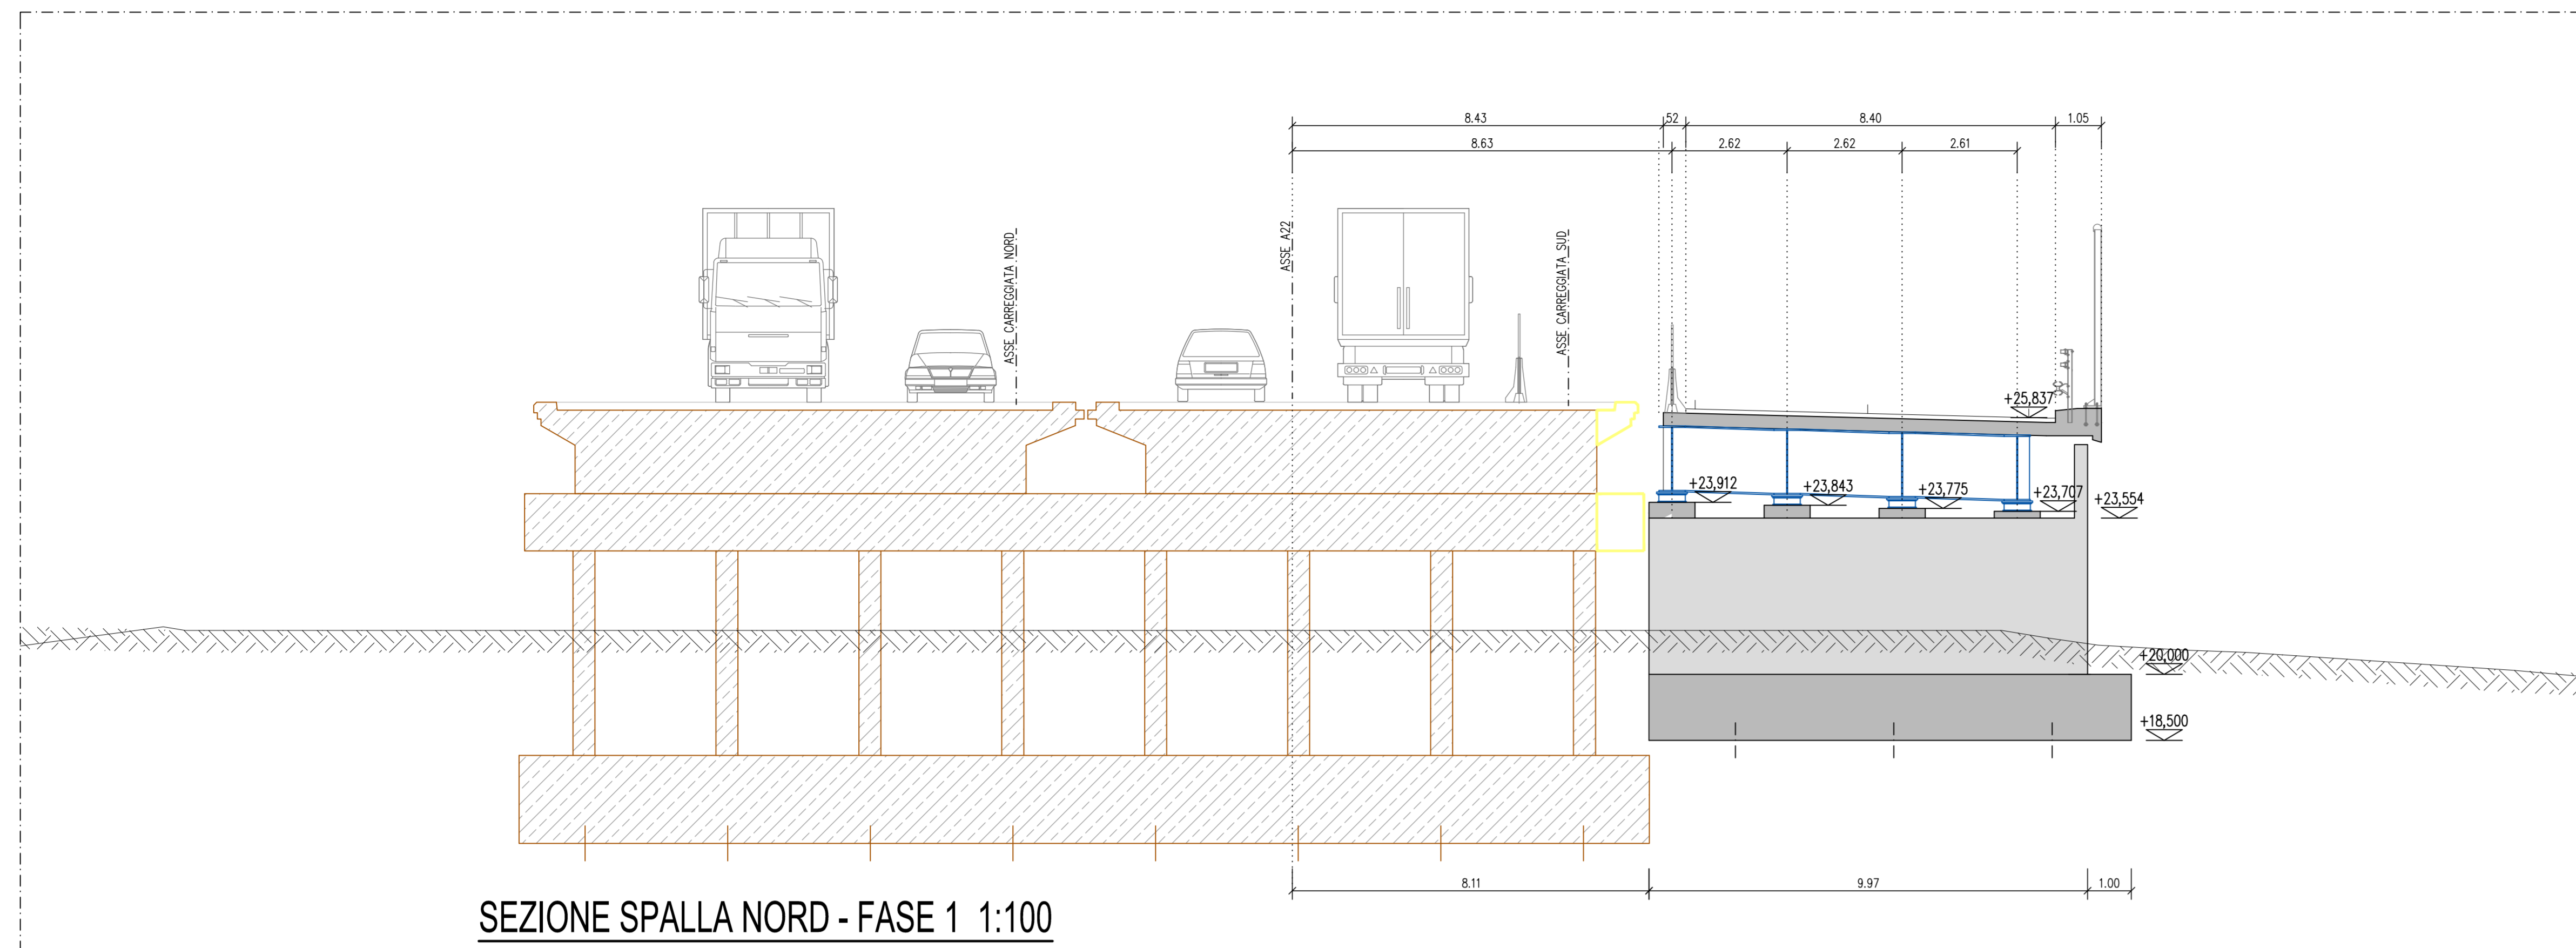 8.43 52 8.40 1.05
8.63 2.62 2.62 2.61
ASSE CARREGGIATA NORD
ASSE A22
ASSE CARREGGIATA SUD
+25,837
+23,912
+23,843
+23,775
+23,707
+23,554
+20,000
+18,500
8.11 9.97 1.00
SEZIONE SPALLA NORD - FASE 1 1:100